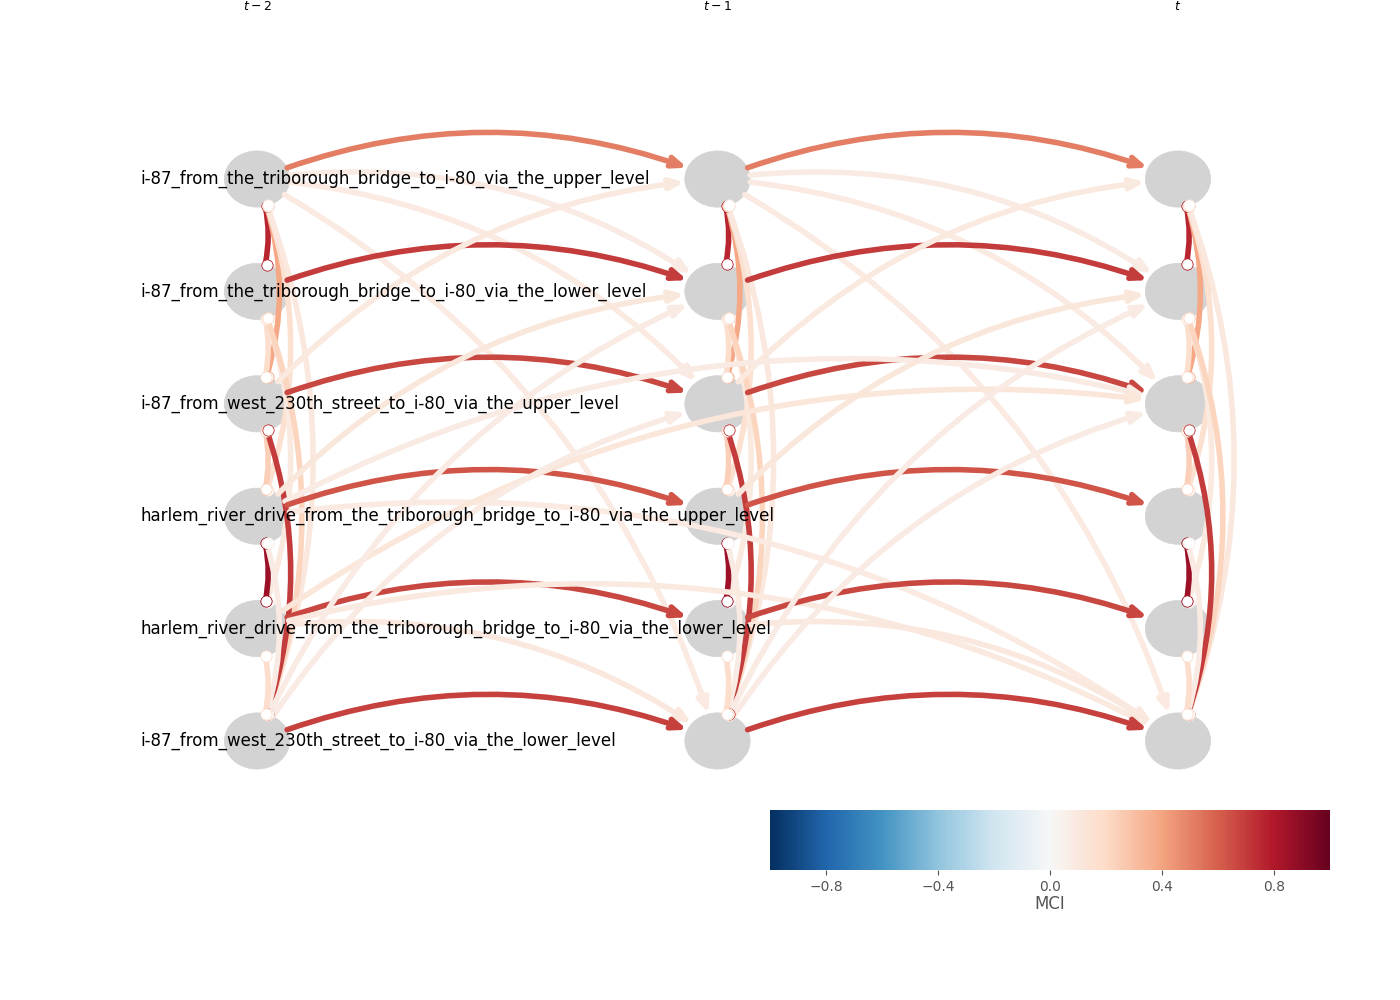 t − 2 t − 1 t
i-87_from_the_triborough_bridge_to_i-80_via_the_upper_level
i-87_from_the_triborough_bridge_to_i-80_via_the_lower_level
i-87_from_west_230th_street_to_i-80_via_the_upper_level
harlem_river_drive_from_the_triborough_bridge_to_i-80_via_the_upper_level
harlem_river_drive_from_the_triborough_bridge_to_i-80_via_the_lower_level
i-87_from_west_230th_street_to_i-80_via_the_lower_level
−0.8 −0.4 0.0 0.4 0.8
MCI